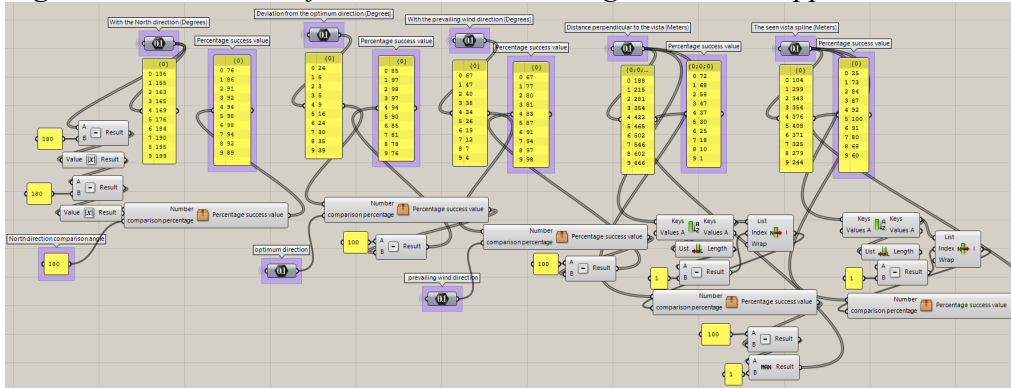 With the North direction (Degrees)
Percentage success value
{0}
0 136
1 155
2 163
3 165
4 169
5 176
6 184
7 190
8 195
9 199
{0}
0 76
1 86
2 91
3 92
4 94
5 98
6 98
7 94
8 92
9 89
180
A
B
Result
Value
Result
180
A
B
Result
Value
Result
Number
comparison percentage
Percentage success value
North direction comparison angle
180
Deviation from the optimum direction (Degrees)
Percentage success value
{0}
0 24
1 5
2 3
3 5
4 9
5 16
6 24
7 30
8 35
9 39
{0}
0 85
1 97
2 98
3 97
4 94
5 90
6 85
7 81
8 78
9 76
Number
comparison percentage
Percentage success value
optimum direction
100
A
B
Result
With the prevailing wind direction (Degrees)
Percentage success value
{0}
0 67
1 47
2 40
3 38
4 34
5 26
6 19
7 12
8 7
9 4
{0}
0 67
1 77
2 80
3 81
4 83
5 87
6 91
7 94
8 97
9 98
Number
comparison percentage
Percentage success value
prevailing wind direction
100
A
B
Result
Distance perpendicular to the vista (Meters)
Percentage success value
{0;0;...
0 188
1 215
2 281
3 354
4 422
5 465
6 502
7 546
8 602
9 666
{0;0;0}
0 72
1 68
2 58
3 47
4 37
5 30
6 25
7 18
8 10
9 1
Keys
Values A
Keys
Values A
List
Length
List
Index
Wrap
i
1
A
B
Result
Number
comparison percentage
Percentage success value
100
A
B
Result
1
A
B
MAX
Result
The seen vista spline (Meters)
Percentage success value
{0}
0 104
1 299
2 343
3 356
4 376
5 408
6 371
7 325
8 279
9 244
{0}
0 25
1 73
2 84
3 87
4 92
5 100
6 91
7 80
8 68
9 60
Keys
Values A
Keys
Values A
List
Length
List
Index
Wrap
i
1
A
B
Result
Number
comparison percentage
Percentage success value